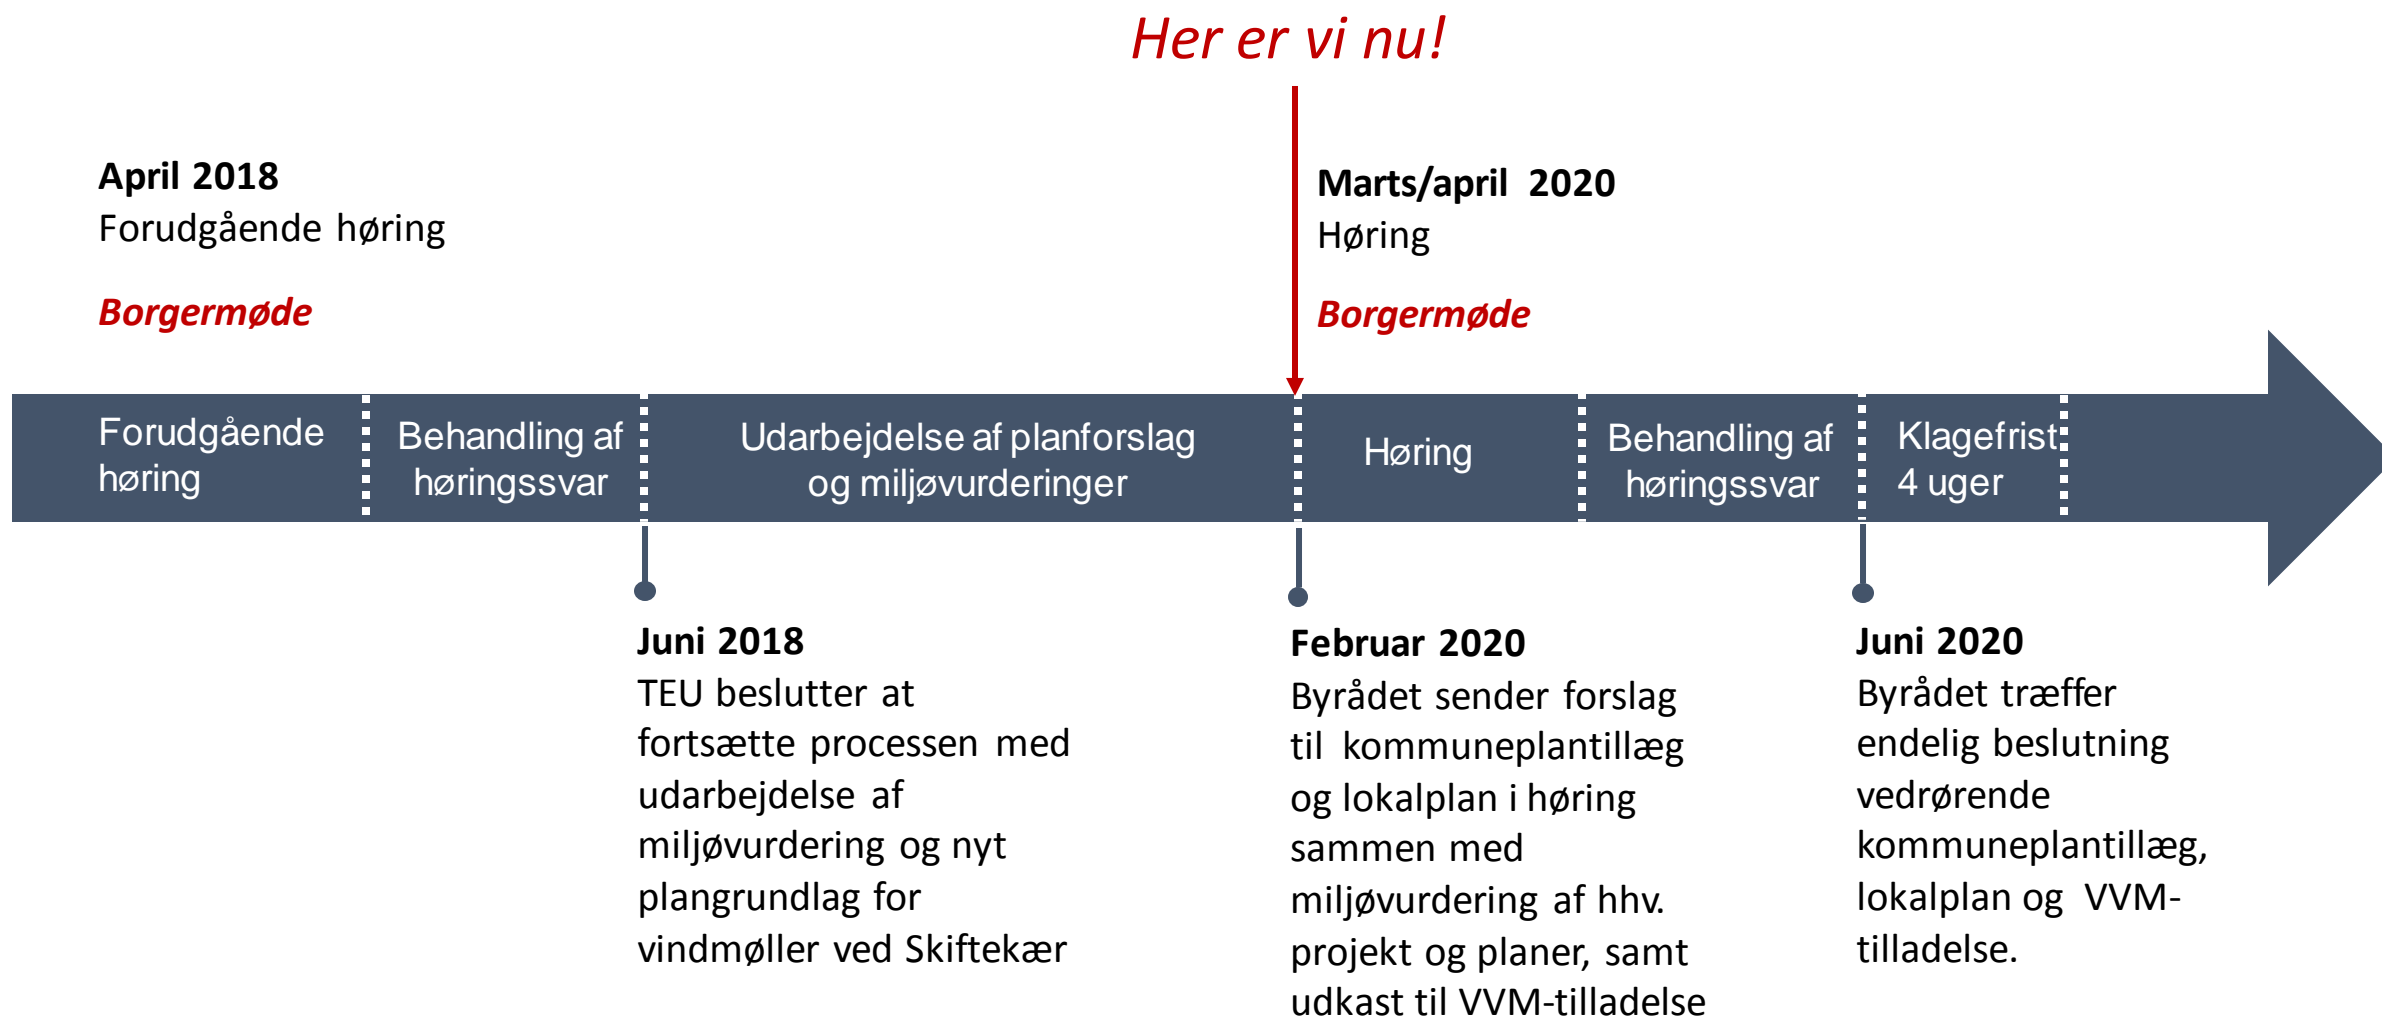 Her er vi nu!
April 2018
Forudgående høring
Borgermøde
Marts/april 2020
Høring
Borgermøde
Forudgående
høring
Behandling af
høringssvar
Udarbejdelse af planforslag
og miljøvurderinger
Høring
Behandling af
høringssvar
Klagefrist
4 uger
Juni 2018
TEU beslutter at
fortsætte processen med
udarbejdelse af
miljøvurdering og nyt
plangrundlag for
vindmøller ved Skiftekær
Februar 2020
Byrådet sender forslag
til kommuneplantillæg
og lokalplan i høring
sammen med
miljøvurdering af hhv.
projekt og planer, samt
udkast til VVM-tilladelse
Juni 2020
Byrådet træffer
endelig beslutning
vedrørende
kommuneplantillæg,
lokalplan og VVM-
tilladelse.